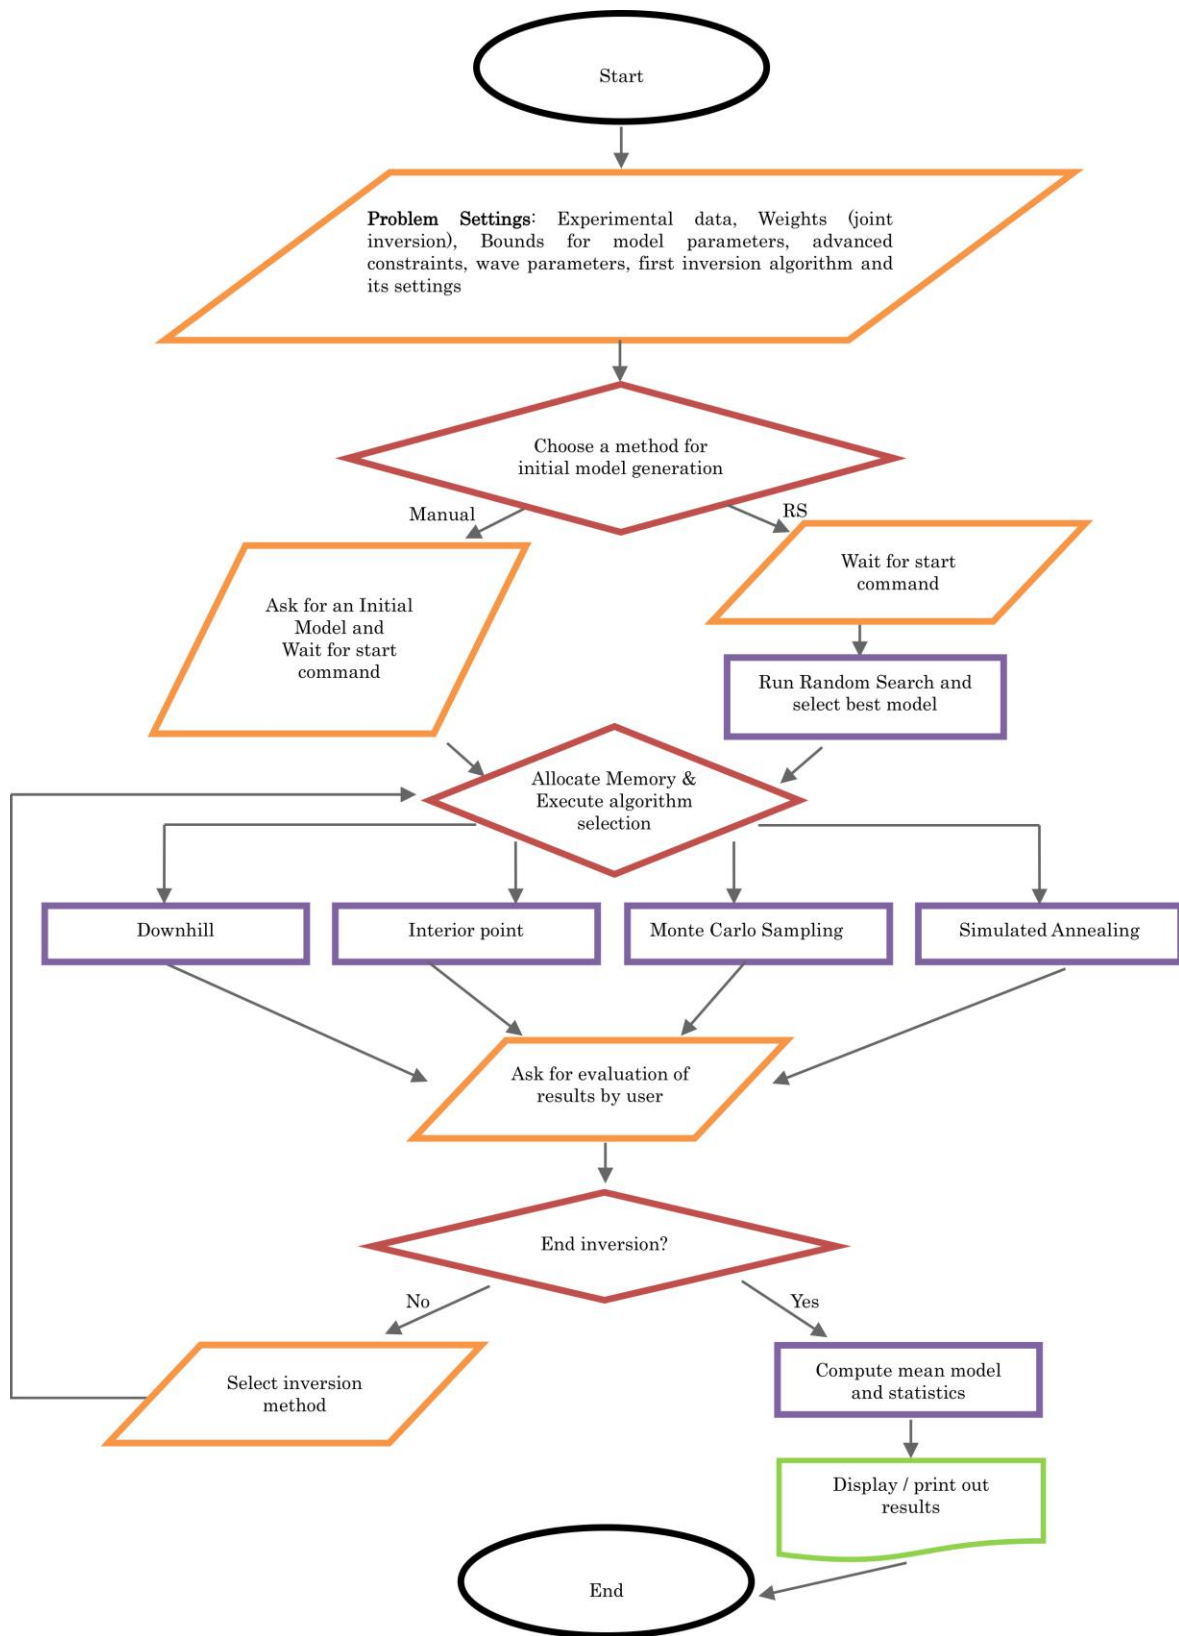 Start
Problem Settings: Experimental data, Weights (joint
inversion), Bounds for model parameters, advanced
constraints, wave parameters, first inversion algorithm and
its settings
Choose a method for
initial model generation
Manual
RS
Ask for an Initial
Model and
Wait for start
command
Wait for start
command
Run Random Search and
select best model
Allocate Memory &
Execute algorithm
selection
Downhill
Interior point
Monte Carlo Sampling
Simulated Annealing
Ask for evaluation of
results by user
End inversion?
No
Yes
Select inversion
method
Compute mean model
and statistics
Display / print out
results
End